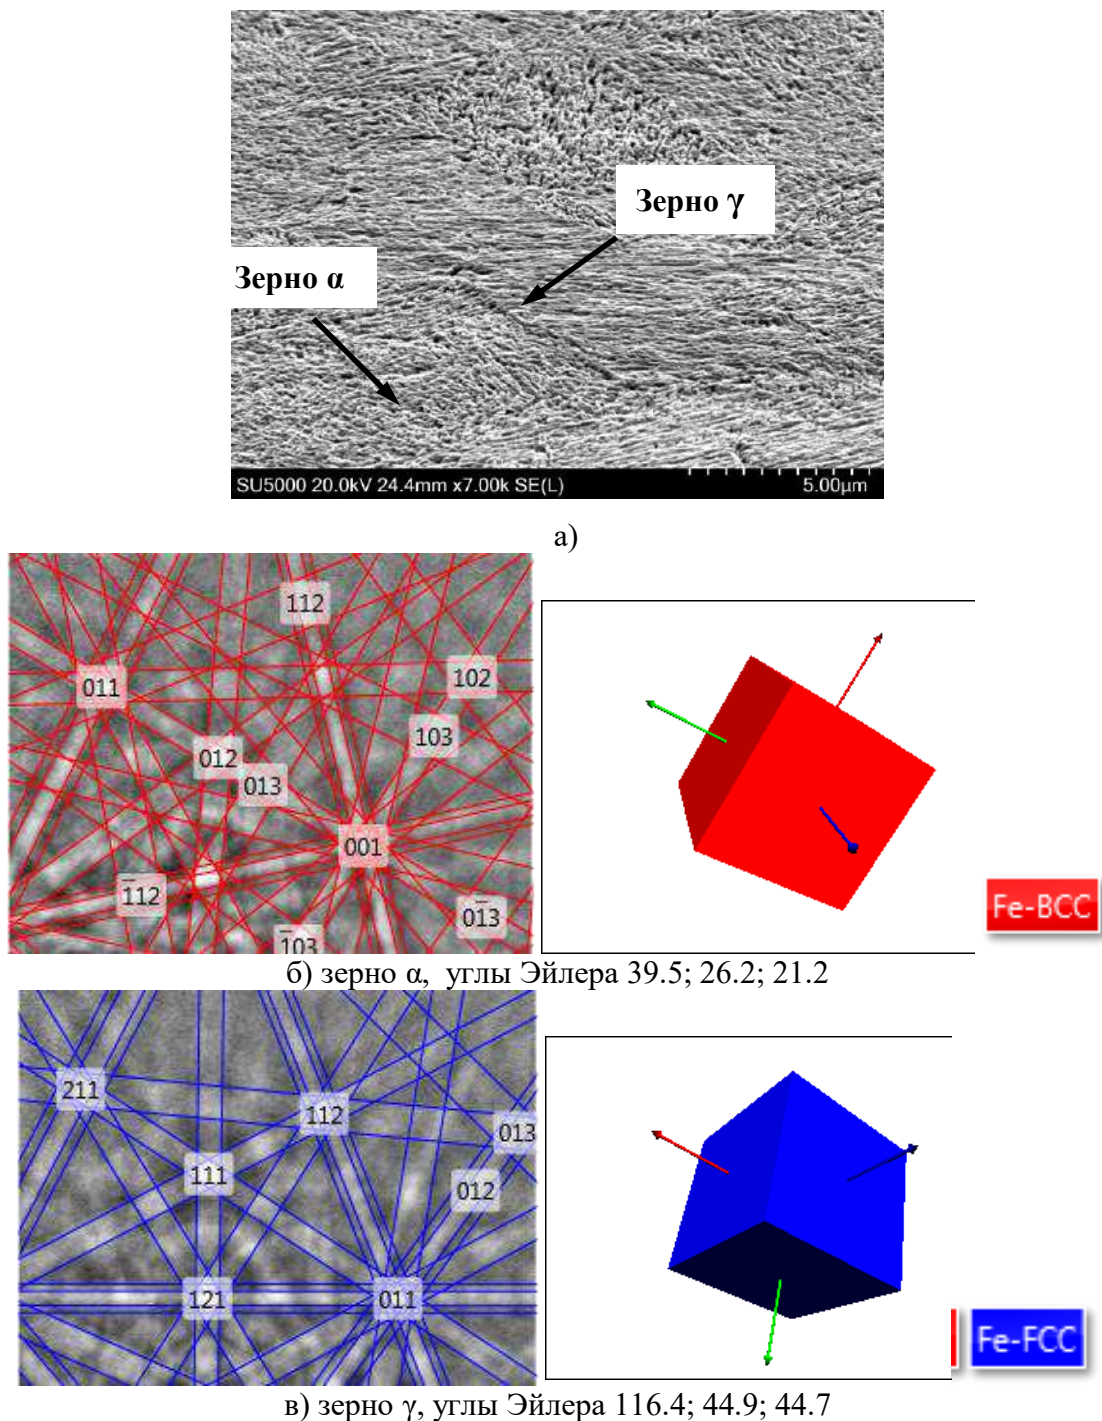 Зерно γ
Зерно α
SU5000 20.0kV 24.4mm x7.00k SE(L)
5.00µm
а)
112
011
102
103
012
013
001
1̅12
01̅3
1̅03
Fe-BCC
б) зерно α, углы Эйлера 39.5; 26.2; 21.2
211
112
013
111
012
121
011
Fe-FCC
в) зерно γ, углы Эйлера 116.4; 44.9; 44.7